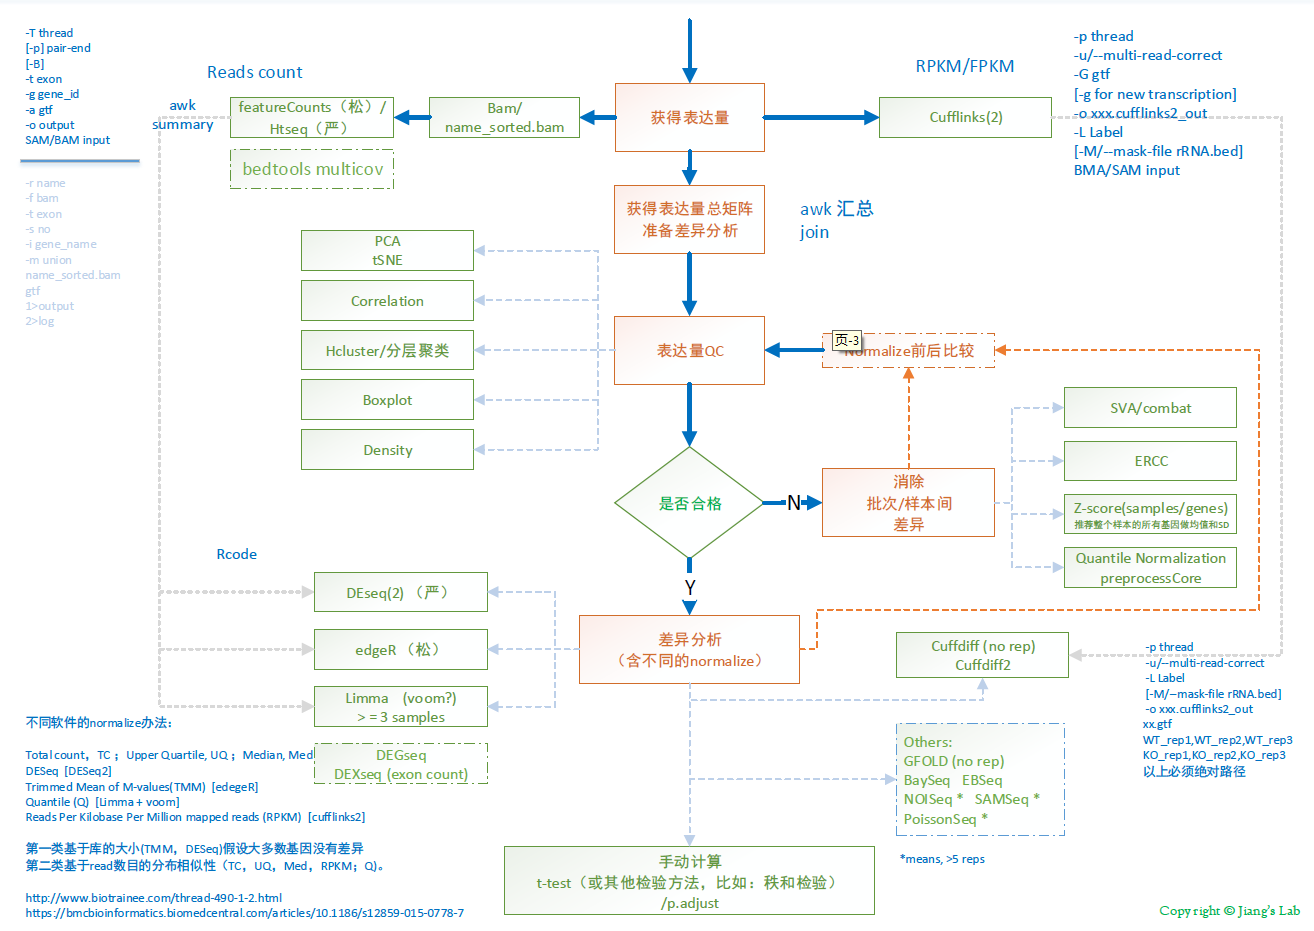 -T thread
[-p] pair-end
[-B]
-t exon
-g gene_id
-a gtf
-o output
SAM/BAM input
-r name
-f bam
-t exon
-s no
-i gene_name
-m union
name_sorted.bam
gtf
1>output
2>log
Reads count
awk
summary
featureCounts（松）/
Htseq（严）
bedtools multicov
Bam/
name_sorted.bam
获得表达量
RPKM/FPKM
Cufflinks(2)
-p thread
-u/--multi-read-correct
-G gtf
[-g for new transcription]
-o xxx.cufflinks2_out
-L Label
[-M/--mask-file rRNA.bed]
BMA/SAM input
获得表达量总矩阵
准备差异分析
awk 汇总
join
PCA
tSNE
Correlation
Hcluster/分层聚类
Boxplot
Density
表达量QC
页-3
Normalize前后比较
是否合格
N
消除
批次/样本间
差异
SVA/combat
ERCC
Z-score(samples/genes)
推荐整个样本的所有基因做均值和SD
Quantile Normalization
preprocessCore
Y
Rcode
DEseq(2) （严）
edgeR （松）
Limma （voom?）
>=3 samples
DEGseq
DEXseq (exon count)
差异分析
（含不同的normalize）
Cuffdiff (no rep)
Cuffdiff2
-p thread
-u/--multi-read-correct
-L Label
[-M/--mask-file rRNA.bed]
-o xxx.cufflinks2_out
xx.gtf
WT_rep1,WT_rep2,WT_rep3
KO_rep1,KO_rep2,KO_rep3
以上必须绝对路径
Others:
GFOLD (no rep)
BaySeq EBSeq
NOISeq * SAMSeq *
PoissonSeq *
*means, >5 reps
手动计算
t-test（或其他检验方法，比如：秩和检验）
/p.adjust
不同软件的normalize办法：
Total count，TC ；Upper Quartile, UQ ；Median, Med
DESeq [DESeq2]
Trimmed Mean of M-values(TMM) [edegeR]
Quantile (Q) [Limma + voom]
Reads Per Kilobase Per Million mapped reads (RPKM) [cufflinks2]
第一类基于库的大小(TMM，DESeq)假设大多数基因没有差异
第二类基于read数目的分布相似性（TC，UQ，Med，RPKM；Q)。
http://www.biotrainee.com/thread-490-1-2.html
https://bmcbioinformatics.biomedcentral.com/articles/10.1186/s12859-015-0778-7
Copy right © Jiang's Lab